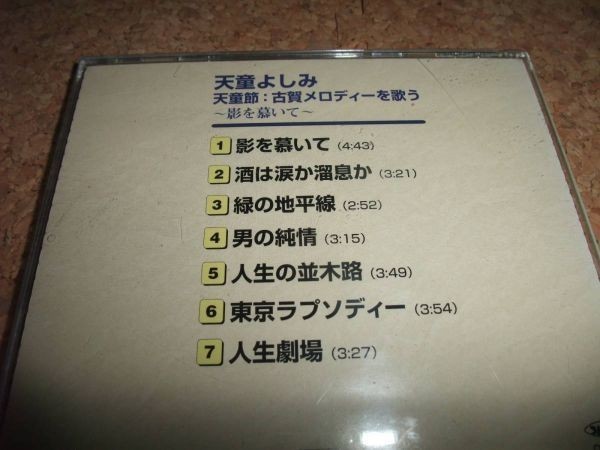 天童よしみ
天童節：古賀メロディーを歌う
～影を慕いて～
1 影を慕いて (4:43)
2 酒は涙か溜息か (3:21)
3 緑の地平線 (2:52)
4 男の純情 (3:15)
5 人生の並木路 (3:49)
6 東京ラプソディー (3:54)
7 人生劇場 (3:27)